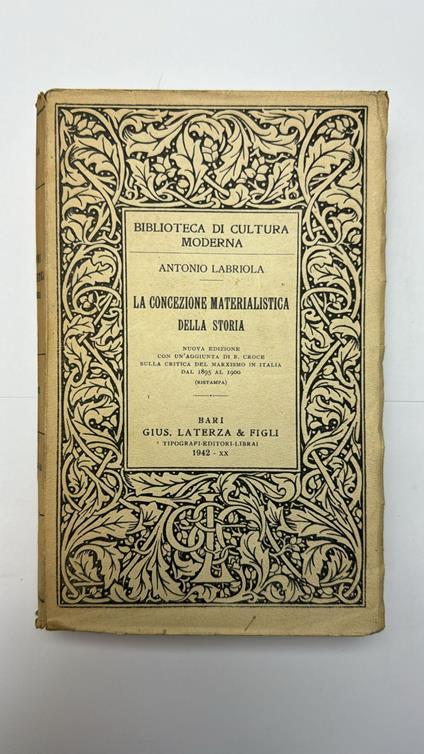 BIBLIOTECA DI CULTURA
MODERNA
ANTONIO LABRIOLA
LA CONCEZIONE MATERIALISTICA
DELLA STORIA
NUOVA EDIZIONE
CON UN'AGGIUNTA DI B. CROCE
SULLA CRITICA DEL MARXISMO IN ITALIA
DAL 1895 AL 1900
(RISTAMPA)
BARI
GIUS. LATERZA & FIGLI
TIPOGRAFI-EDITORI-LIBRAI
1942 - XX